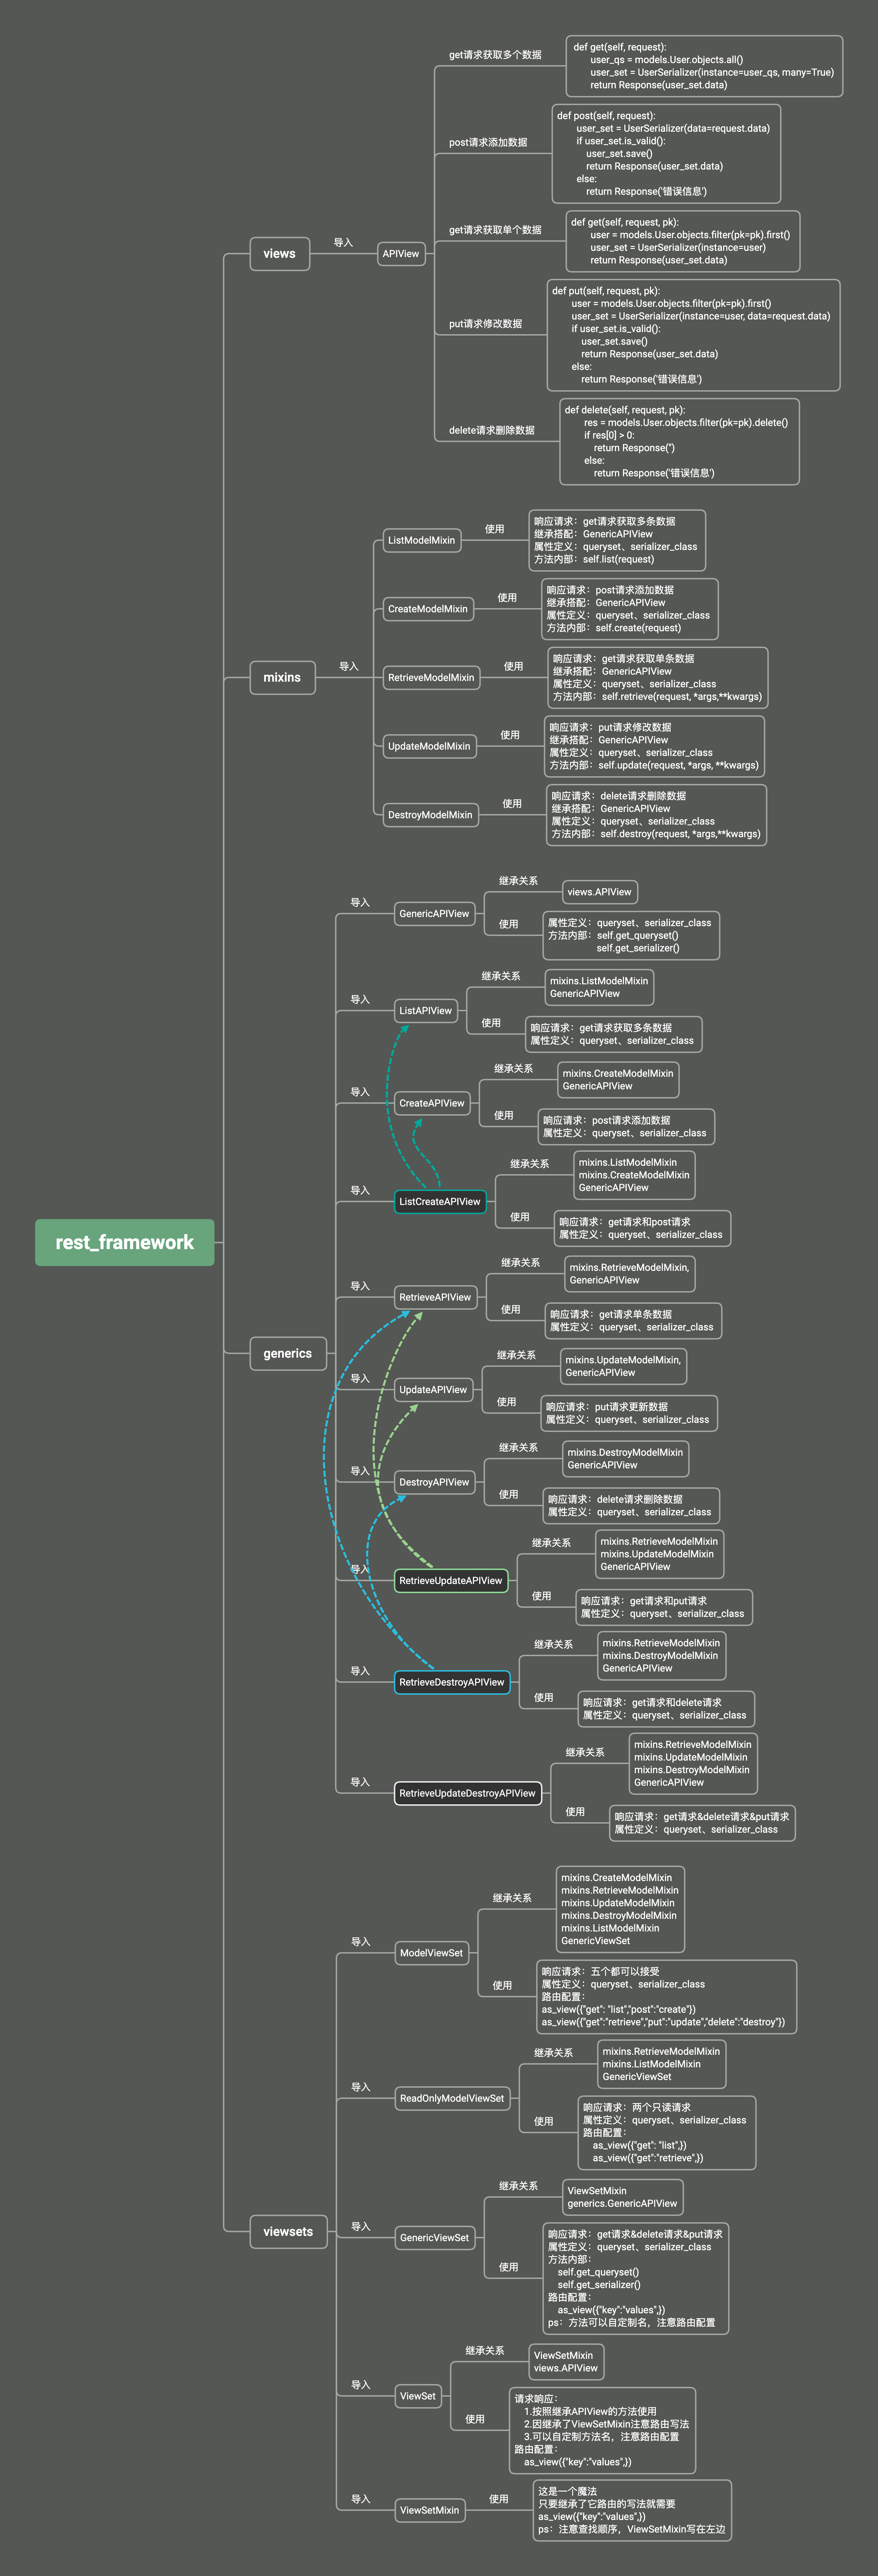 rest_framework
views
导入
APIView
get请求获取多个数据
def get(self, request):
user_qs = models.User.objects.all()
user_set = UserSerializer(instance=user_qs, many=True)
return Response(user_set.data)
post请求添加数据
def post(self, request):
user_set = UserSerializer(data=request.data)
if user_set.is_valid():
user_set.save()
return Response(user_set.data)
else:
return Response('错误信息')
get请求获取单个数据
def get(self, request, pk):
user = models.User.objects.filter(pk=pk).first()
user_set = UserSerializer(instance=user)
return Response(user_set.data)
put请求修改数据
def put(self, request, pk):
user = models.User.objects.filter(pk=pk).first()
user_set = UserSerializer(instance=user, data=request.data)
if user_set.is_valid():
user_set.save()
return Response(user_set.data)
else:
return Response('错误信息')
delete请求删除数据
def delete(self, request, pk):
res = models.User.objects.filter(pk=pk).delete()
if res[0] > 0:
return Response('')
else:
return Response('错误信息')
mixins
导入
ListModelMixin
使用
响应请求：get请求获取多条数据
继承搭配：GenericAPIView
属性定义：queryset、serializer_class
方法内部：self.list(request)
CreateModelMixin
使用
响应请求：post请求添加数据
继承搭配：GenericAPIView
属性定义：queryset、serializer_class
方法内部：self.create(request)
RetrieveModelMixin
使用
响应请求：get请求获取单条数据
继承搭配：GenericAPIView
属性定义：queryset、serializer_class
方法内部：self.retrieve(request, *args,**kwargs)
UpdateModelMixin
使用
响应请求：put请求修改数据
继承搭配：GenericAPIView
属性定义：queryset、serializer_class
方法内部：self.update(request, *args, **kwargs)
DestroyModelMixin
使用
响应请求：delete请求删除数据
继承搭配：GenericAPIView
属性定义：queryset、serializer_class
方法内部：self.destroy(request, *args,**kwargs)
generics
导入
GenericAPIView
继承关系
views.APIView
使用
属性定义：queryset、serializer_class
方法内部：self.get_queryset()
self.get_serializer()
导入
ListAPIView
继承关系
mixins.ListModelMixin
GenericAPIView
使用
响应请求：get请求获取多条数据
属性定义：queryset、serializer_class
导入
CreateAPIView
继承关系
mixins.CreateModelMixin
GenericAPIView
使用
响应请求：post请求添加数据
属性定义：queryset、serializer_class
导入
ListCreateAPIView
继承关系
mixins.ListModelMixin
mixins.CreateModelMixin
GenericAPIView
使用
响应请求：get请求和post请求
属性定义：queryset、serializer_class
导入
RetrieveAPIView
继承关系
mixins.RetrieveModelMixin,
GenericAPIView
使用
响应请求：get请求单条数据
属性定义：queryset、serializer_class
导入
UpdateAPIView
继承关系
mixins.UpdateModelMixin,
GenericAPIView
使用
响应请求：put请求更新数据
属性定义：queryset、serializer_class
导入
DestroyAPIView
继承关系
mixins.DestroyModelMixin
GenericAPIView
使用
响应请求：delete请求删除数据
属性定义：queryset、serializer_class
导入
RetrieveUpdateAPIView
继承关系
mixins.RetrieveModelMixin
mixins.UpdateModelMixin
GenericAPIView
使用
响应请求：get请求和put请求
属性定义：queryset、serializer_class
导入
RetrieveDestroyAPIView
继承关系
mixins.RetrieveModelMixin
mixins.DestroyModelMixin
GenericAPIView
使用
响应请求：get请求和delete请求
属性定义：queryset、serializer_class
导入
RetrieveUpdateDestroyAPIView
继承关系
mixins.RetrieveModelMixin
mixins.UpdateModelMixin
mixins.DestroyModelMixin
GenericAPIView
使用
响应请求：get请求&delete请求&put请求
属性定义：queryset、serializer_class
viewsets
导入
ModelViewSet
继承关系
mixins.CreateModelMixin
mixins.RetrieveModelMixin
mixins.UpdateModelMixin
mixins.DestroyModelMixin
mixins.ListModelMixin
GenericViewSet
使用
响应请求：五个都可以接受
属性定义：queryset、serializer_class
路由配置：
as_view({"get": "list","post":"create"})
as_view({"get":"retrieve","put":"update","delete":"destroy"})
导入
ReadOnlyModelViewSet
继承关系
mixins.RetrieveModelMixin
mixins.ListModelMixin
GenericViewSet
使用
响应请求：两个只读请求
属性定义：queryset、serializer_class
路由配置：
as_view({"get": "list",})
as_view({"get":"retrieve",})
导入
GenericViewSet
继承关系
ViewSetMixin
generics.GenericAPIView
使用
响应请求：get请求&delete请求&put请求
属性定义：queryset、serializer_class
方法内部：
self.get_queryset()
self.get_serializer()
路由配置：
as_view({"key":"values",})
ps：方法可以自定制名，注意路由配置
导入
ViewSet
继承关系
ViewSetMixin
views.APIView
使用
请求响应：
1.按照继承APIView的方法使用
2.因继承了ViewSetMixin注意路由写法
3.可以自定制方法名，注意路由配置
路由配置：
as_view({"key":"values",})
导入
ViewSetMixin
使用
这是一个魔法
只要继承了它路由的写法就需要
as_view({"key":"values",})
ps：注意查找顺序，ViewSetMixin写在左边